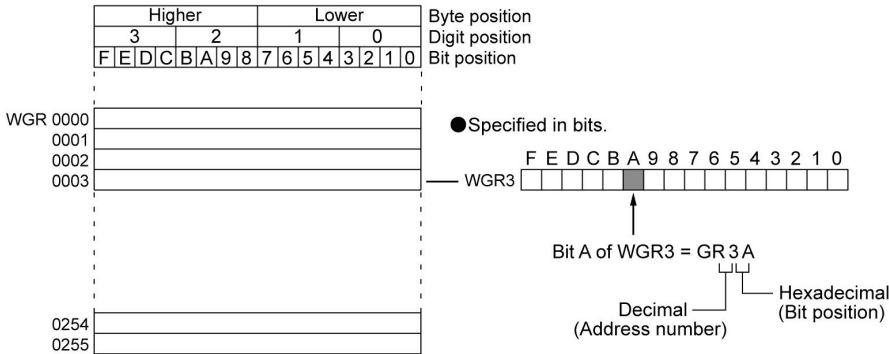 Higher Lower Byte position
3 2 1 0 Digit position
F E D C B A 9 8 7 6 5 4 3 2 1 0 Bit position
WGR 0000
0001
0002
0003
0254
0255
●Specified in bits.
F E D C B A 9 8 7 6 5 4 3 2 1 0
WGR3
Bit A of WGR3 = GR3A
Decimal
(Address number)
Hexadecimal
(Bit position)